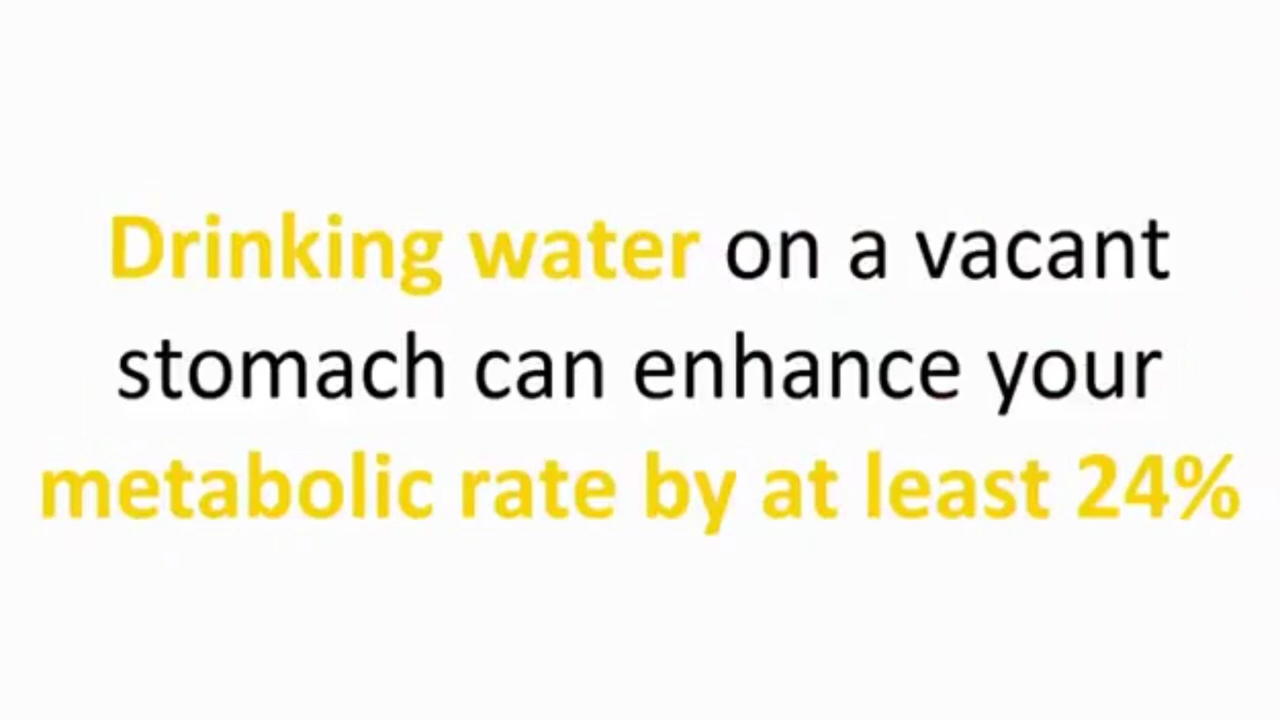 Drinking water on a vacant
stomach can enhance your
metabolic rate by at least 24%